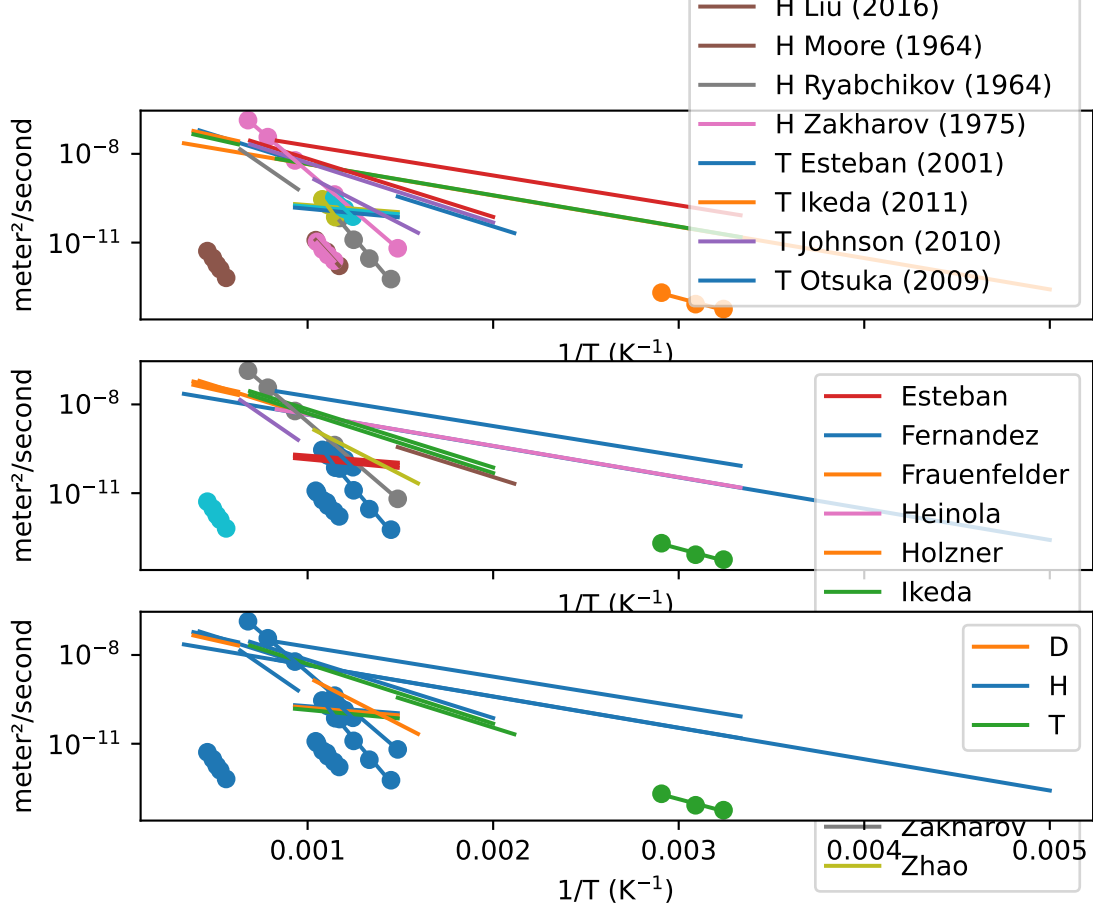 H Liu (2016)
H Moore (1964)
H Ryabchikov (1964)
H Zakharov (1975)
T Esteban (2001)
T Ikeda (2011)
T Johnson (2010)
T Otsuka (2009)
meter²/second
10⁻⁸
10⁻¹¹
1/T (K⁻¹)
meter²/second
10⁻⁸
10⁻¹¹
Esteban
Fernandez
Frauenfelder
Heinola
Holzner
Ikeda
1/T (K⁻¹)
meter²/second
10⁻⁸
10⁻¹¹
D
H
T
Zakharov
Zhao
0.001
0.002
0.003
0.004
0.005
1/T (K⁻¹)